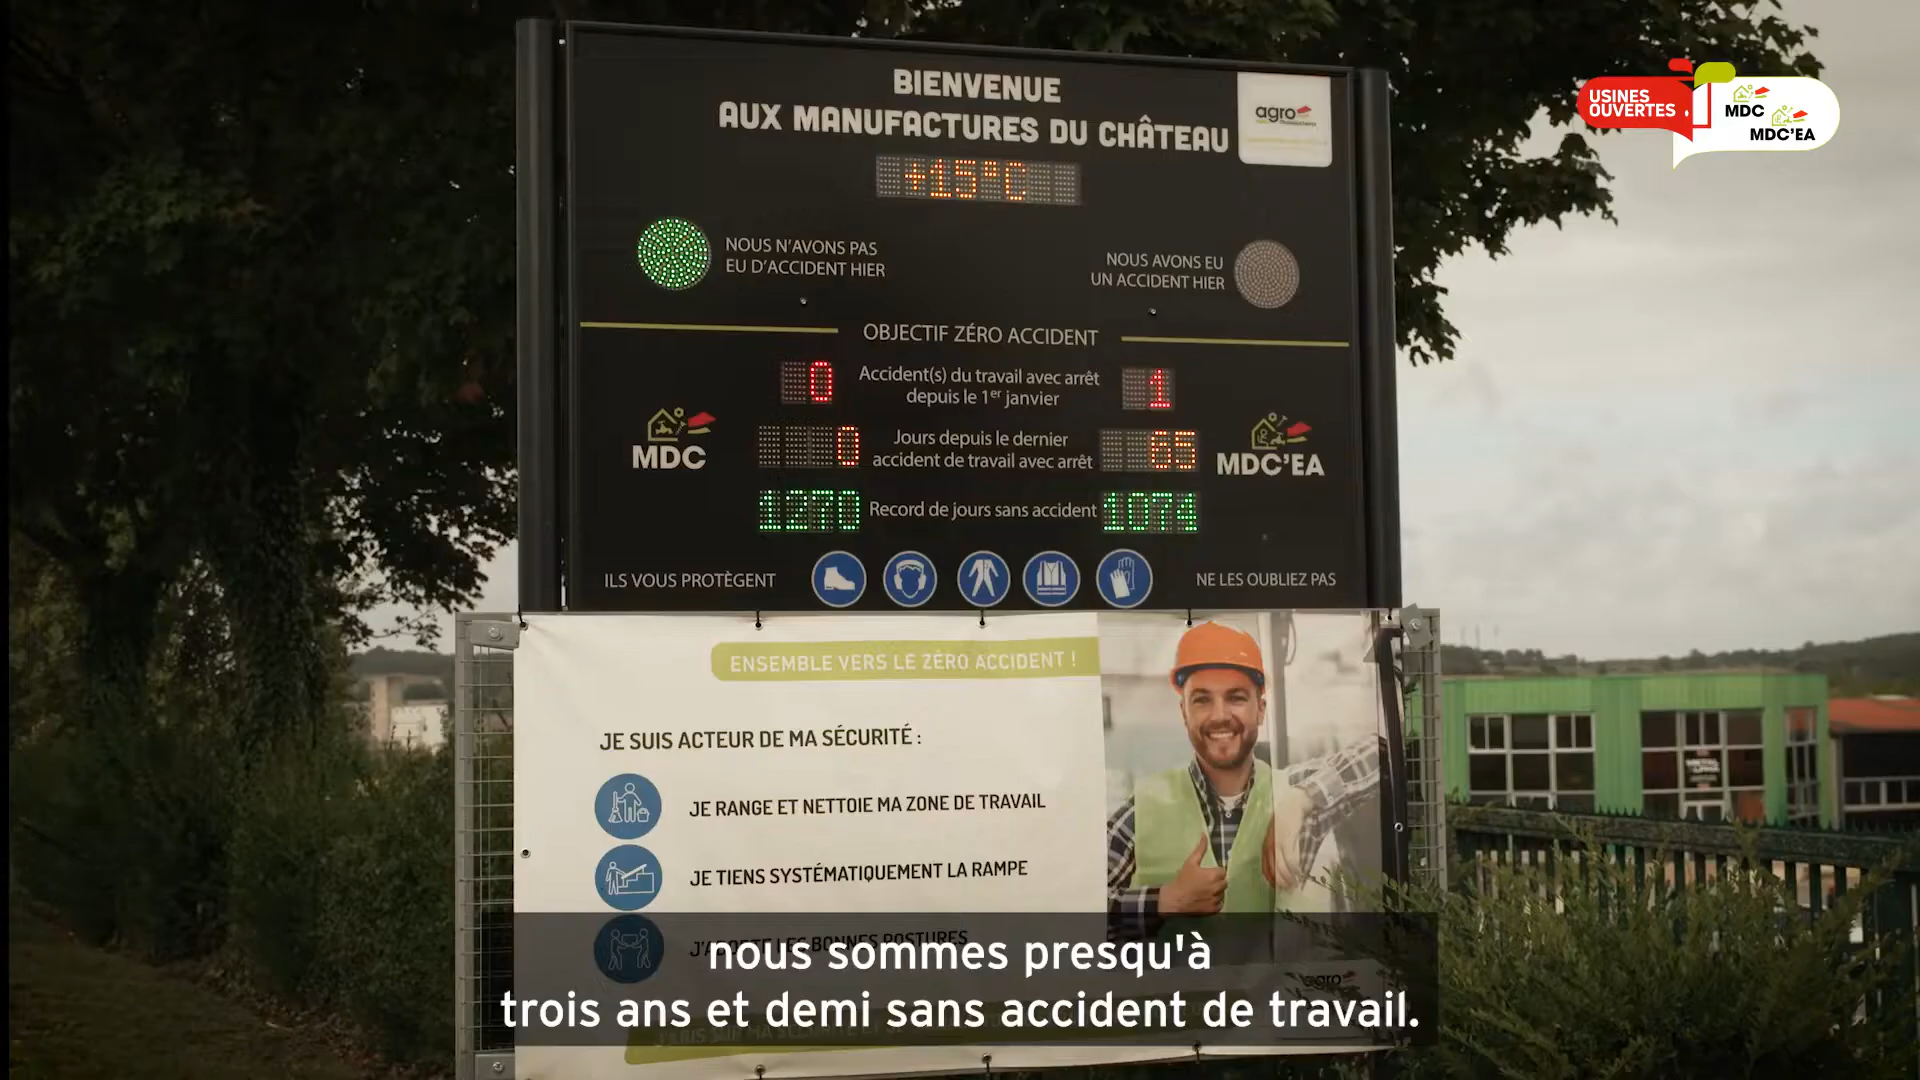 BIENVENUE
AUX MANUFACTURES DU CHÂTEAU
agro
USINES
OUVERTES
MDC
MDC'EA
+15°C
NOUS N'AVONS PAS
EU D'ACCIDENT HIER
NOUS AVONS EU
UN ACCIDENT HIER
OBJECTIF ZÉRO ACCIDENT
0 Accident(s) du travail avec arrêt 1
depuis le 1er janvier
MDC
0 Jours depuis le dernier 65
accident de travail avec arrêt
MDC'EA
1270 Record de jours sans accident 1074
ILS VOUS PROTÈGENT
NE LES OUBLIEZ PAS
ENSEMBLE VERS LE ZÉRO ACCIDENT !
JE SUIS ACTEUR DE MA SÉCURITÉ :
JE RANGE ET NETTOIE MA ZONE DE TRAVAIL
JE TIENS SYSTÉMATIQUEMENT LA RAMPE
J'ADOPTE LES BONNES POSTURES
agro
nous sommes presqu'à
trois ans et demi sans accident de travail.